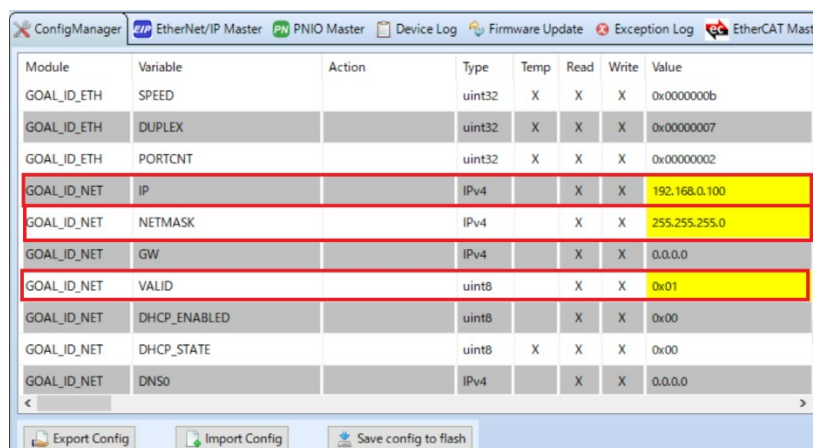 ConfigManager EtherNet/IP Master PNIO Master Device Log Firmware Update Exception Log EtherCAT Mast
Module Variable Action Type Temp Read Write Value
GOAL_ID_ETH SPEED uint32 X X X 0x0000000b
GOAL_ID_ETH DUPLEX uint32 X X X 0x00000007
GOAL_ID_ETH PORTCNT uint32 X X X 0x00000002
GOAL_ID_NET IP IPv4 X X 192.168.0.100
GOAL_ID_NET NETMASK IPv4 X X 255.255.255.0
GOAL_ID_NET GW IPv4 X X 0.0.0.0
GOAL_ID_NET VALID uint8 X X 0x01
GOAL_ID_NET DHCP_ENABLED uint8 X X 0x00
GOAL_ID_NET DHCP_STATE uint8 X X X 0x00
GOAL_ID_NET DNS0 IPv4 X X 0.0.0.0
Export Config Import Config Save config to flash